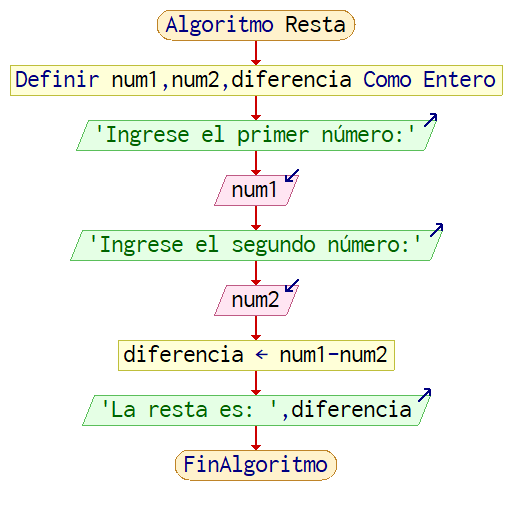 Algoritmo Resta
Definir num1,num2,diferencia Como Entero
'Ingrese el primer número:'
num1
'Ingrese el segundo número:'
num2
diferencia ← num1-num2
'La resta es: ',diferencia
FinAlgoritmo